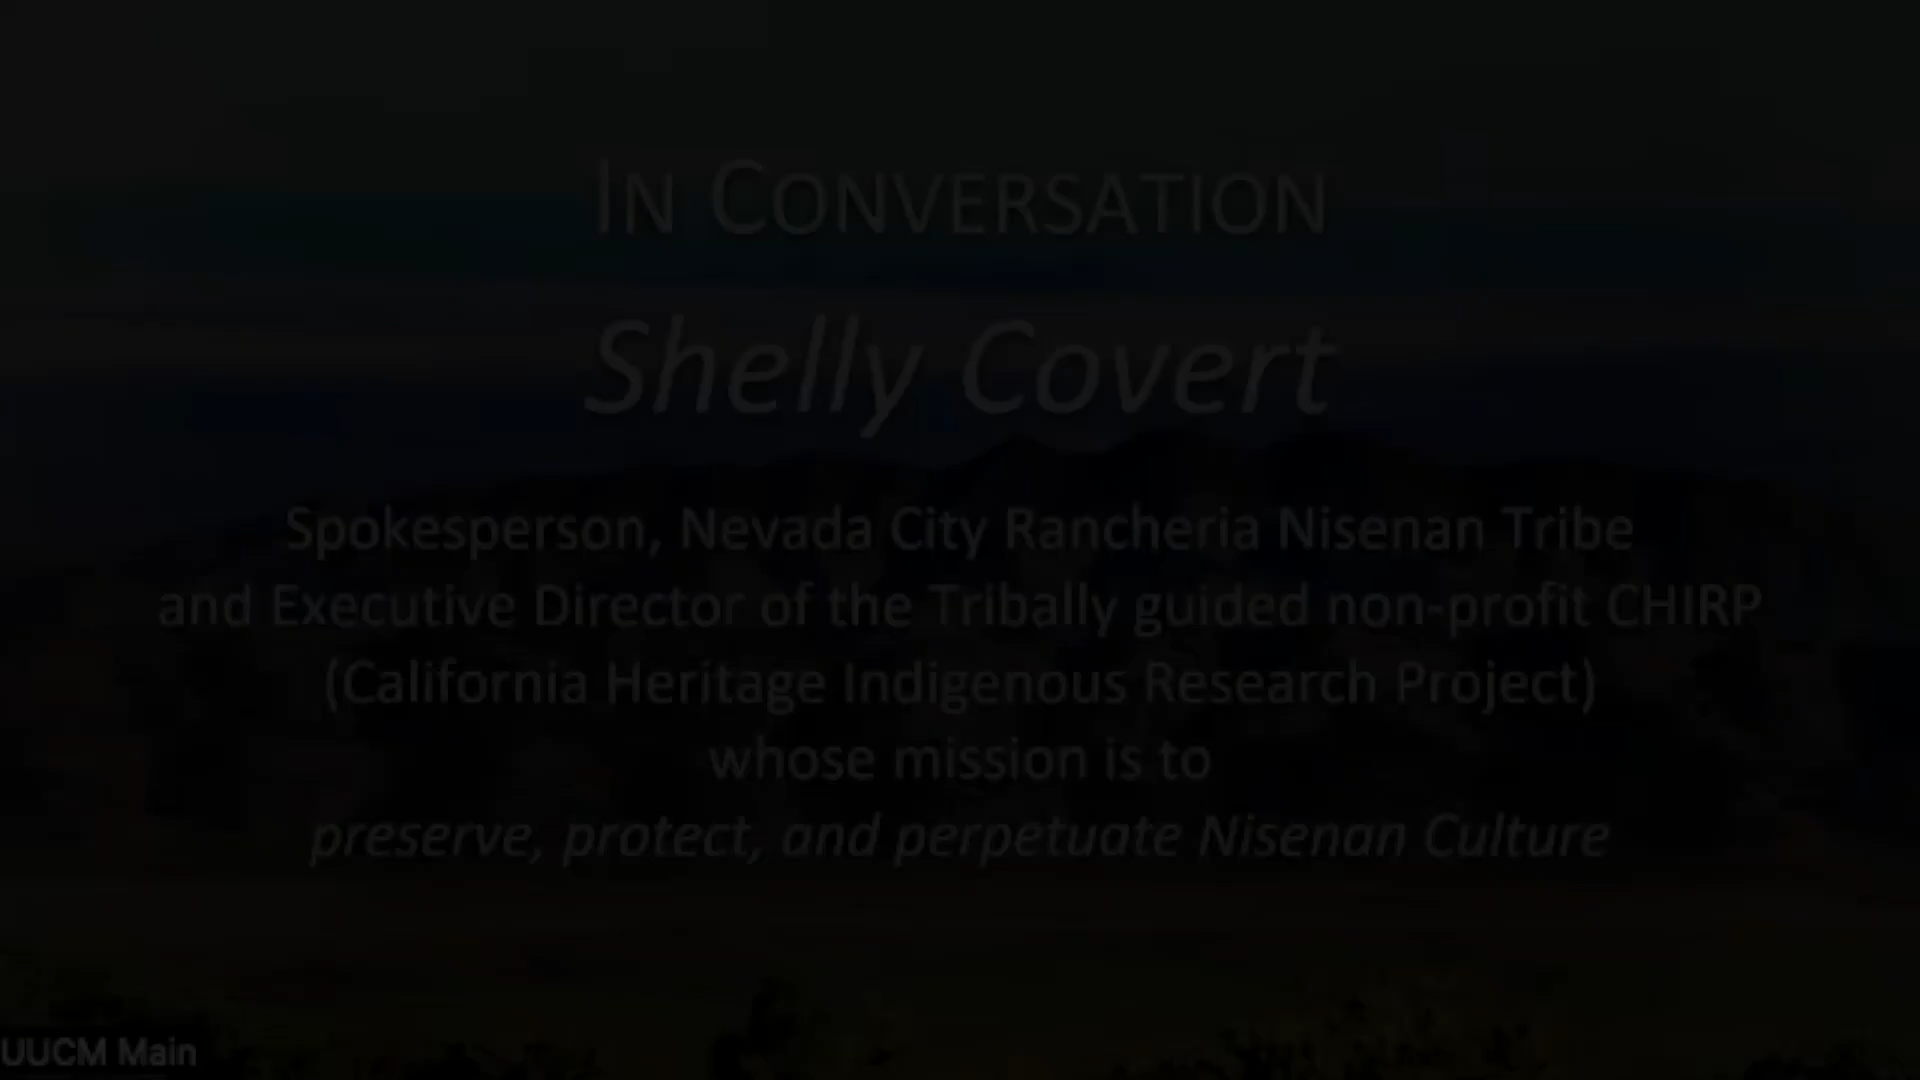 IN CONVERSATION
Shelly Covert
Spokesperson, Nevada City Rancheria Nisenan Tribe
and Executive Director of the Tribally guided non-profit CHIRP
(California Heritage Indigenous Research Project)
whose mission is to
preserve, protect, and perpetuate Nisenan Culture
UUCM Main